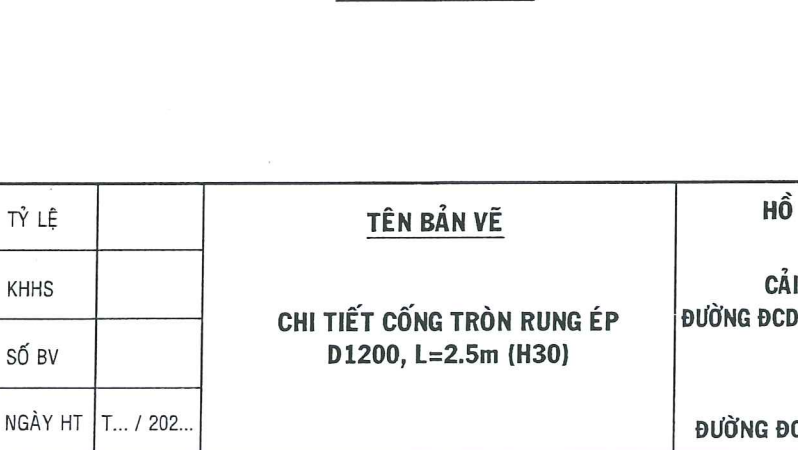 TỶ LỆ
KHHS
SỐ BV
NGÀY HT T... / 202...
TÊN BẢN VẼ
CHI TIẾT CỐNG TRÒN RUNG ÉP
D1200, L=2.5m (H30)
HỒ
CẢI
ĐƯỜNG ĐCD
ĐƯỜNG